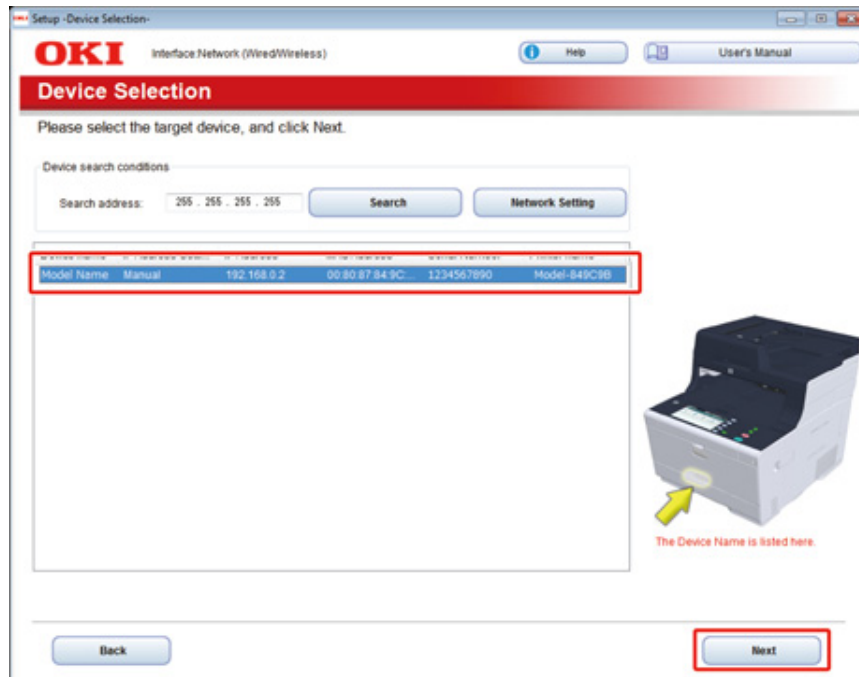 Setup -Device Selection-
OKI Interface:Network (Wired/Wireless) Help User's Manual
Device Selection
Please select the target device, and click Next.
Device search conditions
Search address: 255 . 255 . 255 . 255 Search Network Setting
Model Name Manual 192.168.0.2 00:80:87:84:9C:... 1234567890 Model-849C9B
The Device Name is listed here.
Back Next